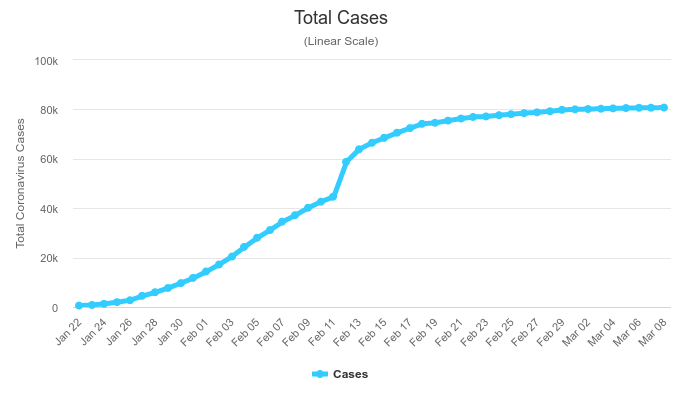 Total Cases
(Linear Scale)
Total Coronavirus Cases
100k
80k
60k
40k
20k
0
Jan 22
Jan 24
Jan 26
Jan 28
Jan 30
Feb 01
Feb 03
Feb 05
Feb 07
Feb 09
Feb 11
Feb 13
Feb 15
Feb 17
Feb 19
Feb 21
Feb 23
Feb 25
Feb 27
Feb 29
Mar 02
Mar 04
Mar 06
Mar 08
Cases